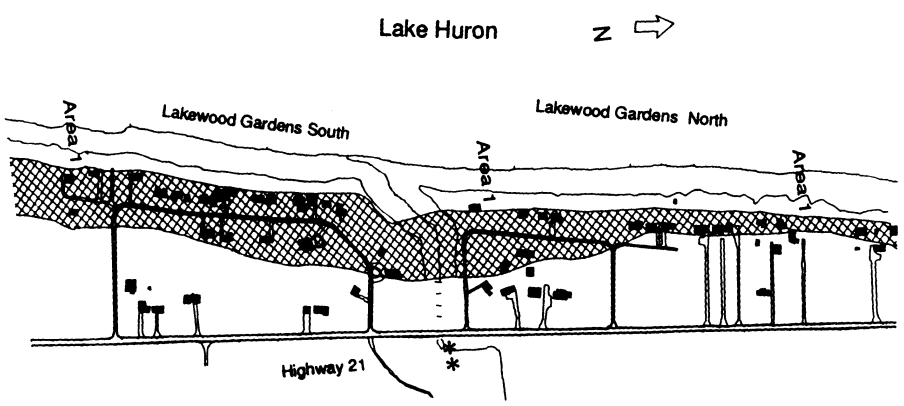 Lake Huron
N
Lakewood Gardens South
Lakewood Gardens North
Area 1
Area 1
Area 1
Highway 21
*
*